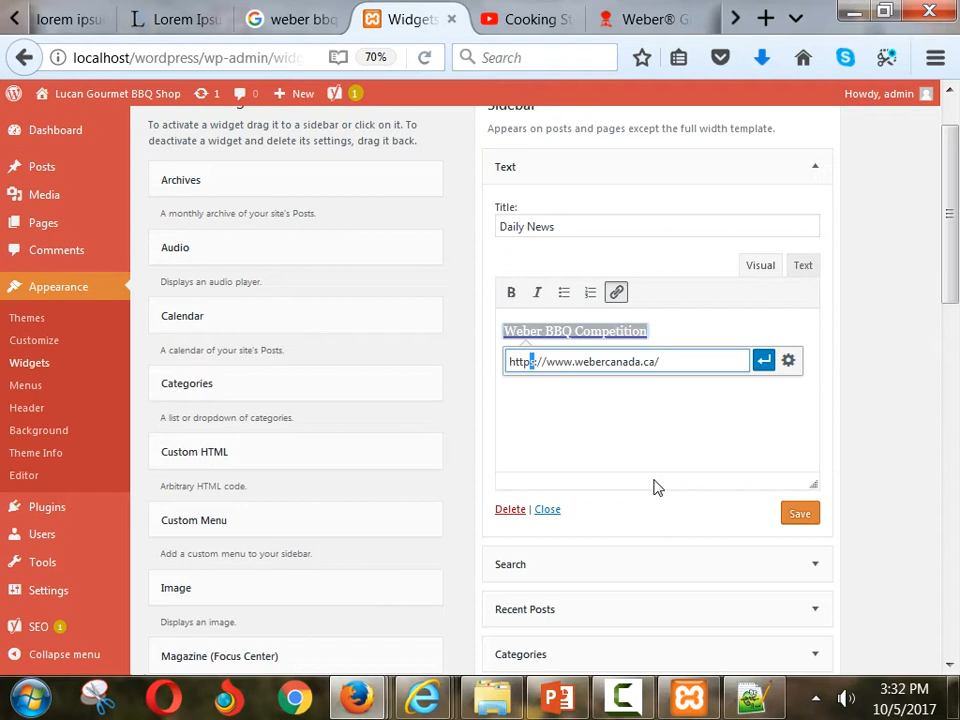 lorem ipsu
Lorem Ipsu
weber bbq
Widgets
Cooking St
Weber® G
localhost/wordpress/wp-admin/widg
70%
Search
Lucan Gourmet BBQ Shop
1
0
New
1
Howdy, admin
Dashboard
Posts
Media
Pages
Comments
Appearance
Themes
Customize
Widgets
Menus
Header
Background
Theme Info
Editor
Plugins
Users
Tools
Settings
SEO 1
Collapse menu
To activate a widget drag it to a sidebar or click on it. To
deactivate a widget and delete its settings, drag it back.
Archives
A monthly archive of your site's Posts.
Audio
Displays an audio player.
Calendar
A calendar of your site's Posts.
Categories
A list or dropdown of categories.
Custom HTML
Arbitrary HTML code.
Custom Menu
Add a custom menu to your sidebar.
Image
Displays an image.
Magazine (Focus Center)
Sidebar
Appears on posts and pages except the full width template.
Text
Title:
Daily News
Visual
Text
B
I
Weber BBQ Competition
https://www.webercanada.ca/
Delete | Close
Save
Search
Recent Posts
Categories
3:32 PM
10/5/2017